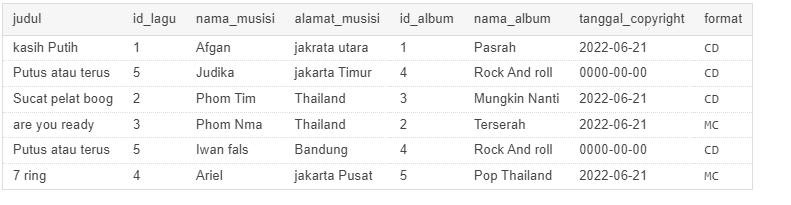 judul id_lagu nama_musisi alamat_musisi id_album nama_album tanggal_copyright format
kasih Putih 1 Afgan jakrata utara 1 Pasrah 2022-06-21 CD
Putus atau terus 5 Judika jakarta Timur 4 Rock And roll 0000-00-00 CD
Sucat pelat boog 2 Phom Tim Thailand 3 Mungkin Nanti 2022-06-21 CD
are you ready 3 Phom Nma Thailand 2 Terserah 2022-06-21 MC
Putus atau terus 5 Iwan fals Bandung 4 Rock And roll 0000-00-00 CD
7 ring 4 Ariel jakarta Pusat 5 Pop Thailand 2022-06-21 MC